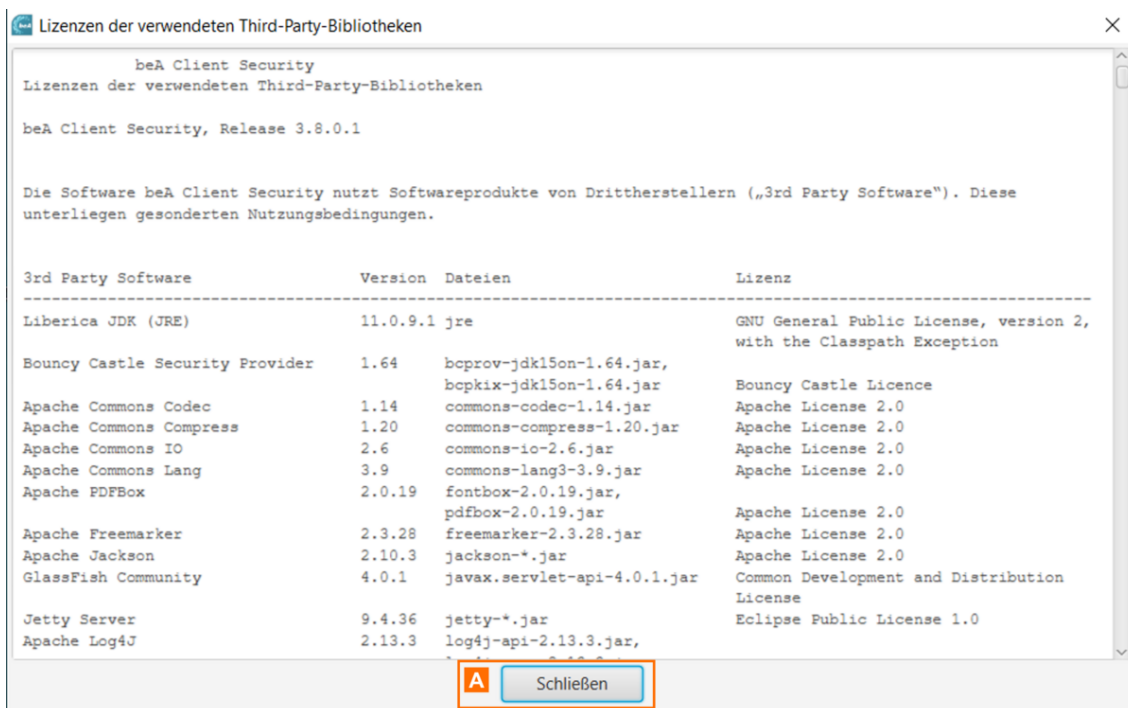 Lizenzen der verwendeten Third-Party-Bibliotheken
beA Client Security
Lizenzen der verwendeten Third-Party-Bibliotheken
beA Client Security, Release 3.8.0.1
Die Software beA Client Security nutzt Softwareprodukte von Drittherstellern („3rd Party Software“). Diese
unterliegen gesonderten Nutzungsbedingungen.
3rd Party Software Version Dateien Lizenz
Liberica JDK (JRE) 11.0.9.1 jre GNU General Public License, version 2,
with the Classpath Exception
Bouncy Castle Security Provider 1.64 bcprov-jdk15on-1.64.jar,
bcpkix-jdk15on-1.64.jar Bouncy Castle Licence
Apache Commons Codec 1.14 commons-codec-1.14.jar Apache License 2.0
Apache Commons Compress 1.20 commons-compress-1.20.jar Apache License 2.0
Apache Commons IO 2.6 commons-io-2.6.jar Apache License 2.0
Apache Commons Lang 3.9 commons-lang3-3.9.jar Apache License 2.0
Apache PDFBox 2.0.19 fontbox-2.0.19.jar,
pdfbox-2.0.19.jar Apache License 2.0
Apache Freemarker 2.3.28 freemarker-2.3.28.jar Apache License 2.0
Apache Jackson 2.10.3 jackson-*.jar Apache License 2.0
GlassFish Community 4.0.1 javax.servlet-api-4.0.1.jar Common Development and Distribution
License
Jetty Server 9.4.36 jetty-*.jar Eclipse Public License 1.0
Apache Log4J 2.13.3 log4j-api-2.13.3.jar,
A Schließen